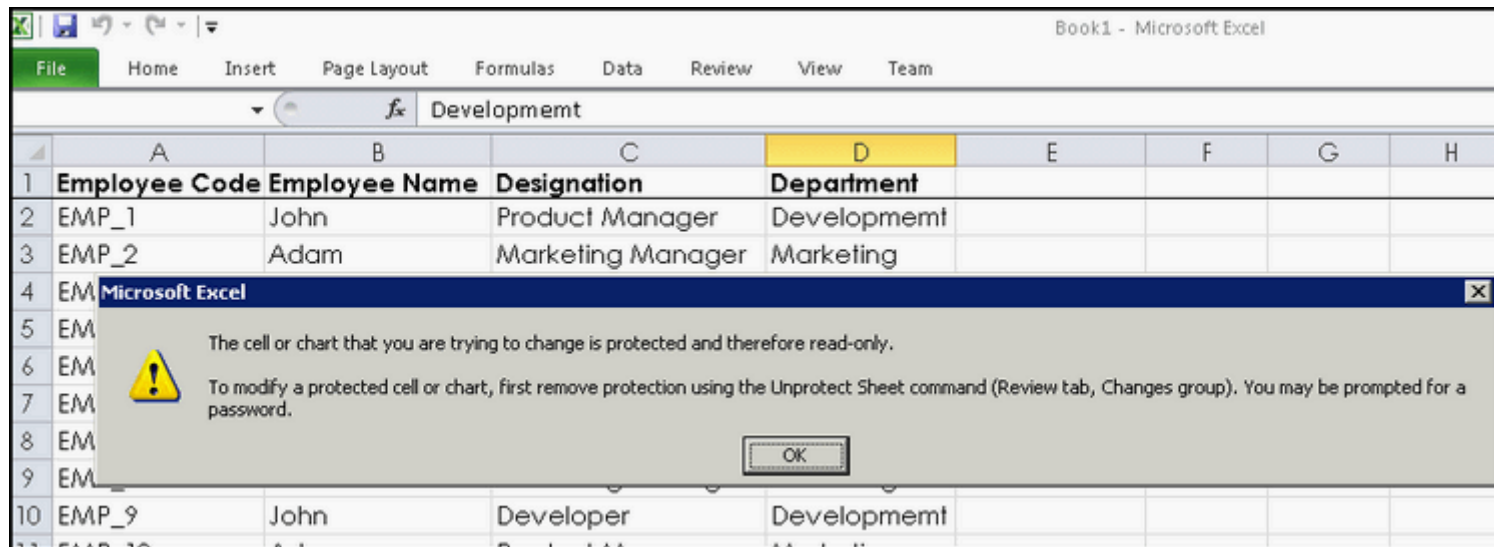 Book1 - Microsoft Excel
File Home Insert Page Layout Formulas Data Review View Team
fx Developmemt
A B C D E F G H
1 Employee Code Employee Name Designation Department
2 EMP_1 John Product Manager Developmemt
3 EMP_2 Adam Marketing Manager Marketing
4 Microsoft Excel
5
The cell or chart that you are trying to change is protected and therefore read-only.
6
To modify a protected cell or chart, first remove protection using the Unprotect Sheet command (Review tab, Changes group). You may be prompted for a
7 password.
8
OK
9
10 EMP_9 John Developer Developmemt